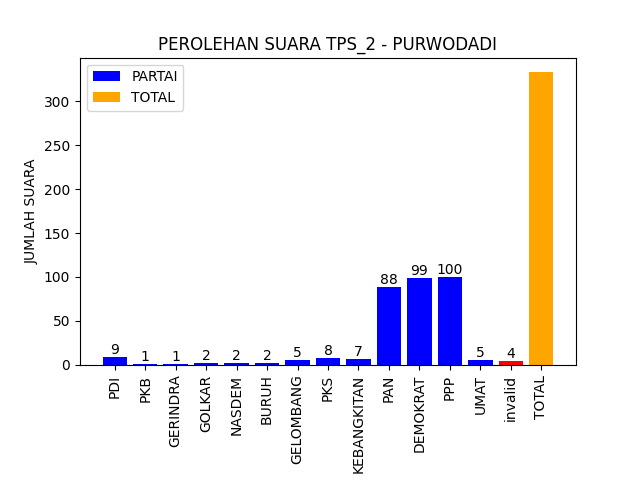 PEROLEHAN SUARA TPS_2 - PURWODADI
PARTAI
TOTAL
JUMLAH SUARA
300
250
200
150
100
50
0
9
1
1
2
2
2
5
8
7
88
99
100
5
4
PDI
PKB
GERINDRA
GOLKAR
NASDEM
BURUH
GELOMBANG
PKS
KEBANGKITAN
PAN
DEMOKRAT
PPP
UMAT
invalid
TOTAL